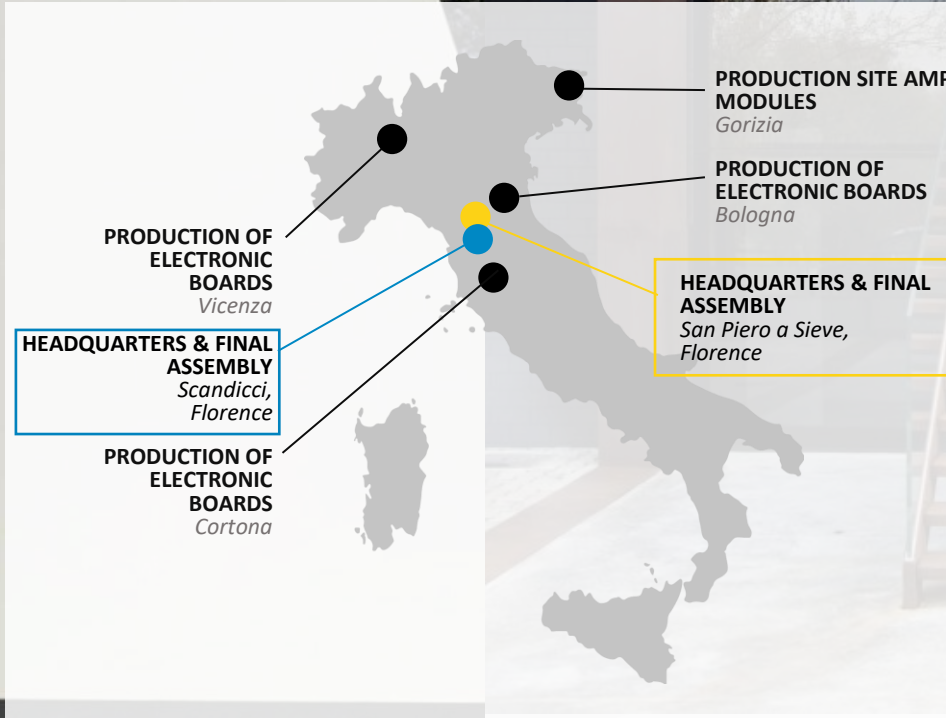 PRODUCTION SITE AMP
MODULES
Gorizia
PRODUCTION OF
ELECTRONIC BOARDS
Bologna
PRODUCTION OF
ELECTRONIC
BOARDS
Vicenza
HEADQUARTERS & FINAL
ASSEMBLY
San Piero a Sieve,
Florence
HEADQUARTERS & FINAL
ASSEMBLY
Scandicci,
Florence
PRODUCTION OF
ELECTRONIC
BOARDS
Cortona